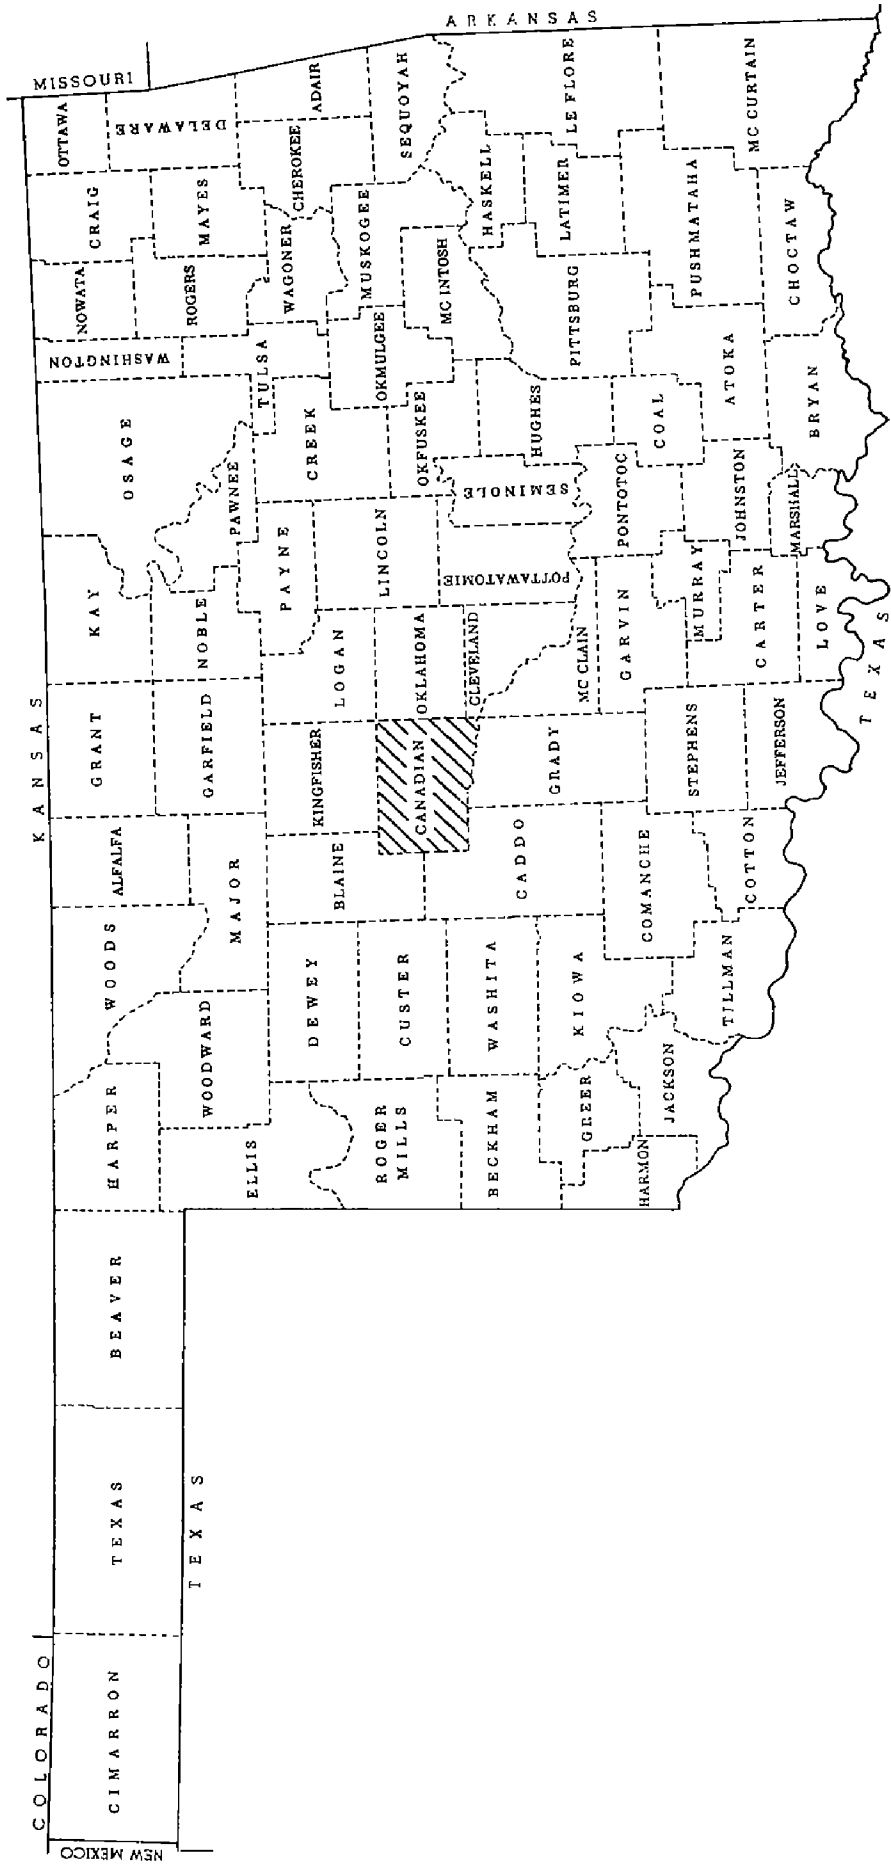 COLORADO
KANSAS
MISSOURI
NEW MEXICO
CIMARRON
TEXAS
BEAVER
HARPER
WOODS
ALFALFA
GRANT
KAY
OSAGE
WASHINGTON
NOWATA
CRAIG
OTTAWA
TEXAS
ELLIS
WOODWARD
MAJOR
GARFIELD
NOBLE
PAWNEE
TULSA
ROGERS
MAYES
DELAWARE
DEWEY
BLAINE
KINGFISHER
LOGAN
PAYNE
CREEK
WAGONER
CHEROKEE
ADAIR
ROGER
MILLS
CUSTER
CANADIAN
OKLAHOMA
LINCOLN
OKFUSKEE
OKMULGEE
MUSKOGEE
MC INTOSH
SEQUOYAH
ARKANSAS
BECKHAM
WASHITA
CADDO
GRADY
CLEVELAND
POTTAWATOMIE
SEMINOLE
HUGHES
HASKELL
GREER
KIOWA
MC CLAIN
PITTSBURG
LATIMER
LE FLORE
HARMON
JACKSON
COMANCHE
STEPHENS
GARVIN
PONTOTOC
COAL
PUSHMATAHA
TILLMAN
COTTON
JEFFERSON
MURRAY
CARTER
JOHNSTON
ATOKA
MC CURTAIN
LOVE
MARSHALL
BRYAN
CHOCTAW
TEXAS